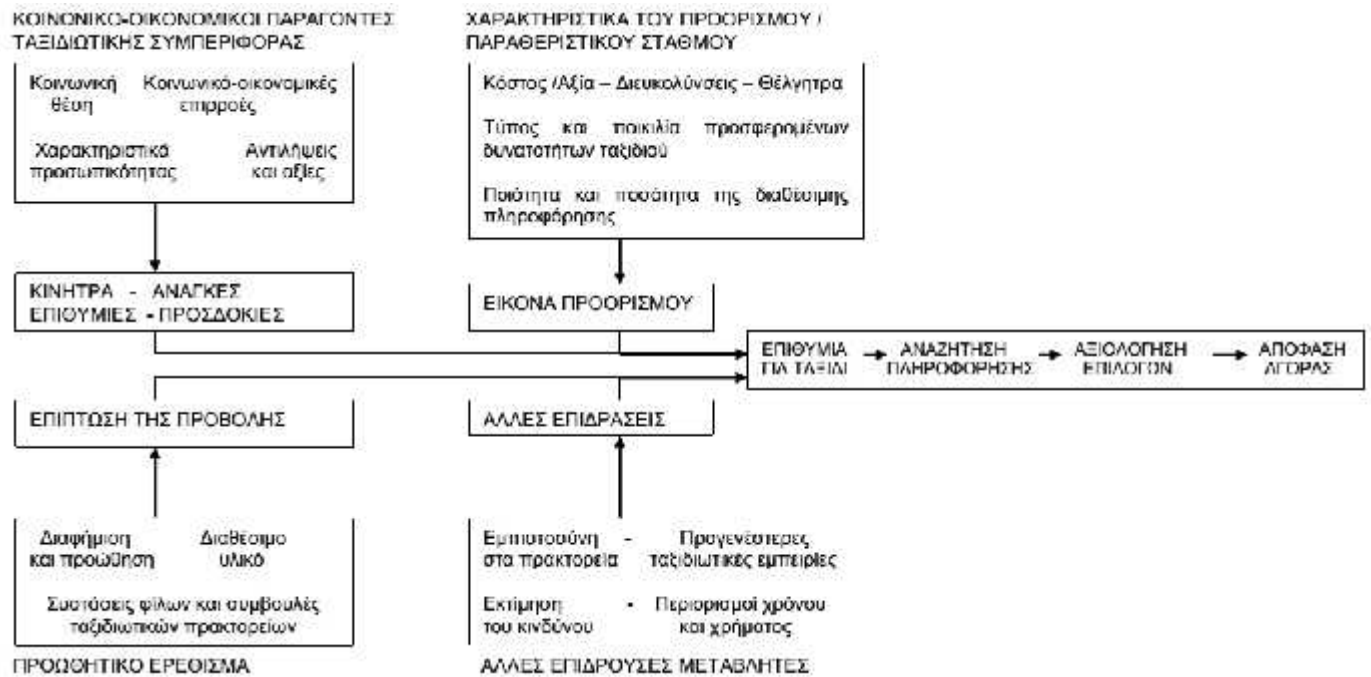 ΚΟΙΝΩΝΙΚΟ-ΟΙΚΟΝΟΜΙΚΟΙ ΠΑΡΑΓΟΝΤΕΣ
ΤΑΞΙΔΙΩΤΙΚΗΣ ΣΥΜΠΕΡΙΦΟΡΑΣ
Κοινωνική Κοινωνικό-οικονομικές
θέση επιρροές
Χαρακτηριστικά Αντιλήψεις
προσωπικότητας και αξίες
ΧΑΡΑΚΤΗΡΙΣΤΙΚΑ ΤΟΥ ΠΡΟΟΡΙΣΜΟΥ /
ΠΑΡΑΘΕΡΙΣΤΙΚΟΥ ΣΤΑΘΜΟΥ
Κόστος /Αξία – Διευκολύνσεις – Θέλγητρα
Τύπος και ποικιλία προσφερομένων
δυνατοτήτων ταξιδιού
Ποιότητα και ποσότητα της διαθέσιμης
πληροφόρησης
ΚΙΝΗΤΡΑ - ΑΝΑΓΚΕΣ
ΕΠΙΘΥΜΙΕΣ - ΠΡΟΣΔΟΚΙΕΣ
ΕΙΚΟΝΑ ΠΡΟΟΡΙΣΜΟΥ
ΕΠΙΘΥΜΙΑ
ΓΙΑ ΤΑΞΙΔΙ
ΑΝΑΖΗΤΗΣΗ
ΠΛΗΡΟΦΟΡΗΣΗΣ
ΑΞΙΟΛΟΓΗΣΗ
ΕΠΙΛΟΓΩΝ
ΑΠΟΦΑΣΗ
ΑΓΟΡΑΣ
ΕΠΙΠΤΩΣΗ ΤΗΣ ΠΡΟΒΟΛΗΣ
ΑΛΛΕΣ ΕΠΙΔΡΑΣΕΙΣ
Διαφήμιση Διαθέσιμο
και προώθηση υλικό
Συστάσεις φίλων και συμβουλές
ταξιδιωτικών πρακτορείων
ΠΡΟΩΘΗΤΙΚΟ ΕΡΕΘΙΣΜΑ
Εμπιστοσύνη - Προγενέστερες
στα πρακτορεία ταξιδιωτικές εμπειρίες
Εκτίμηση - Περιορισμοί χρόνου
του κινδύνου και χρήματος
ΑΛΛΕΣ ΕΠΙΔΡΟΥΣΕΣ ΜΕΤΑΒΛΗΤΕΣ